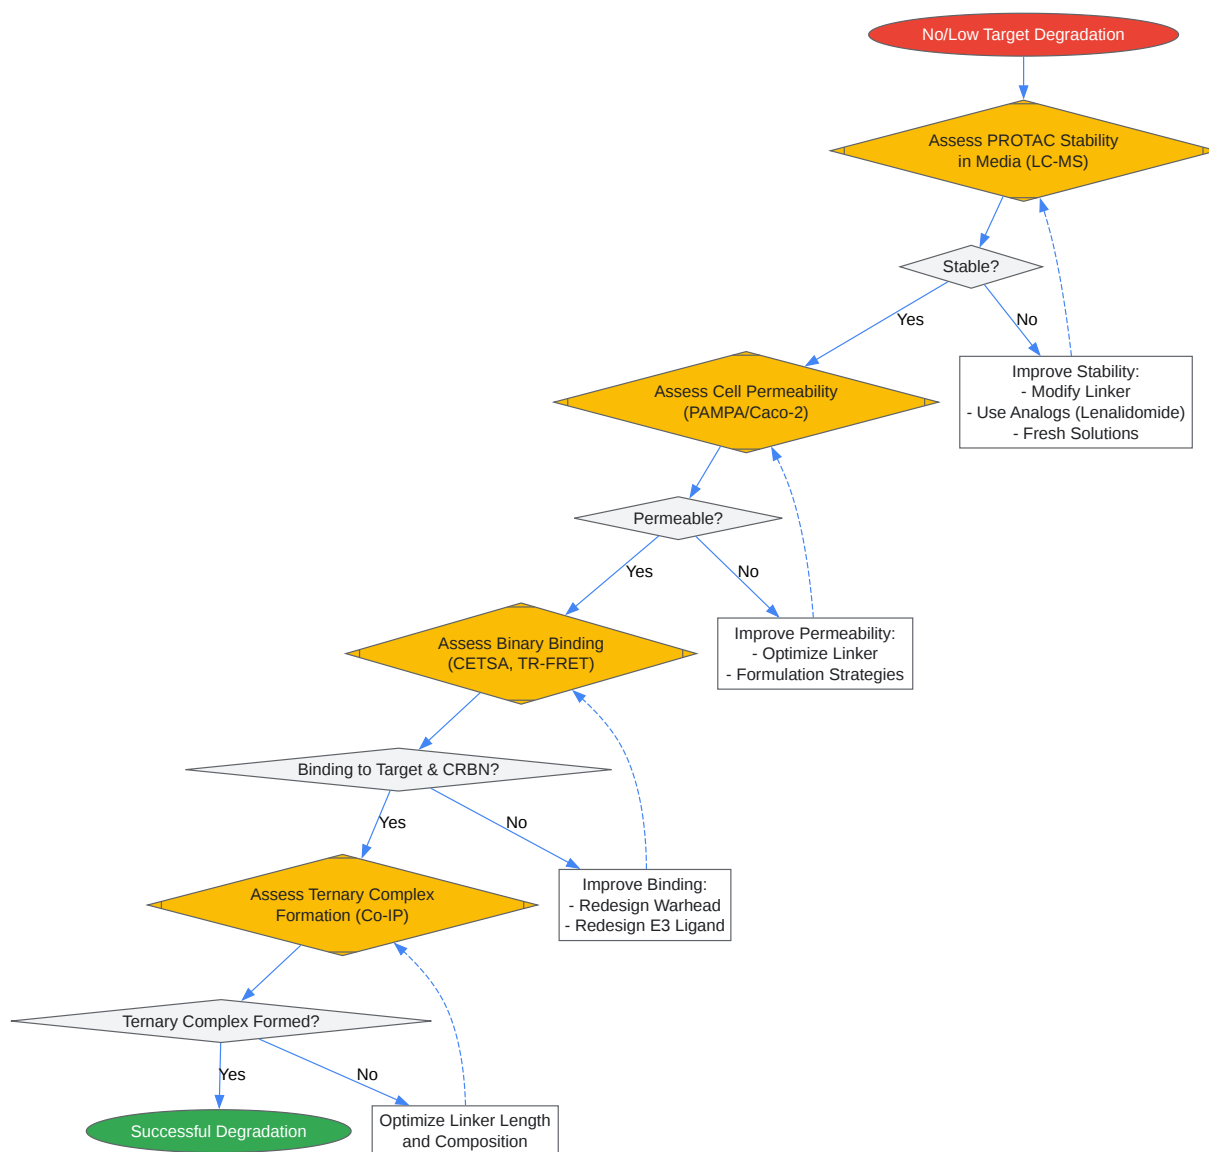 No/Low Target Degradation
Assess PROTAC Stability
in Media (LC-MS)
Stable?
Yes
No
Improve Stability:
- Modify Linker
- Use Analogs (Lenalidomide)
- Fresh Solutions
Assess Cell Permeability
(PAMPA/Caco-2)
Permeable?
Yes
No
Improve Permeability:
- Optimize Linker
- Formulation Strategies
Assess Binary Binding
(CETSA, TR-FRET)
Binding to Target & CRBN?
Yes
No
Improve Binding:
- Redesign Warhead
- Redesign E3 Ligand
Assess Ternary Complex
Formation (Co-IP)
Ternary Complex Formed?
Yes
No
Successful Degradation
Optimize Linker Length
and Composition